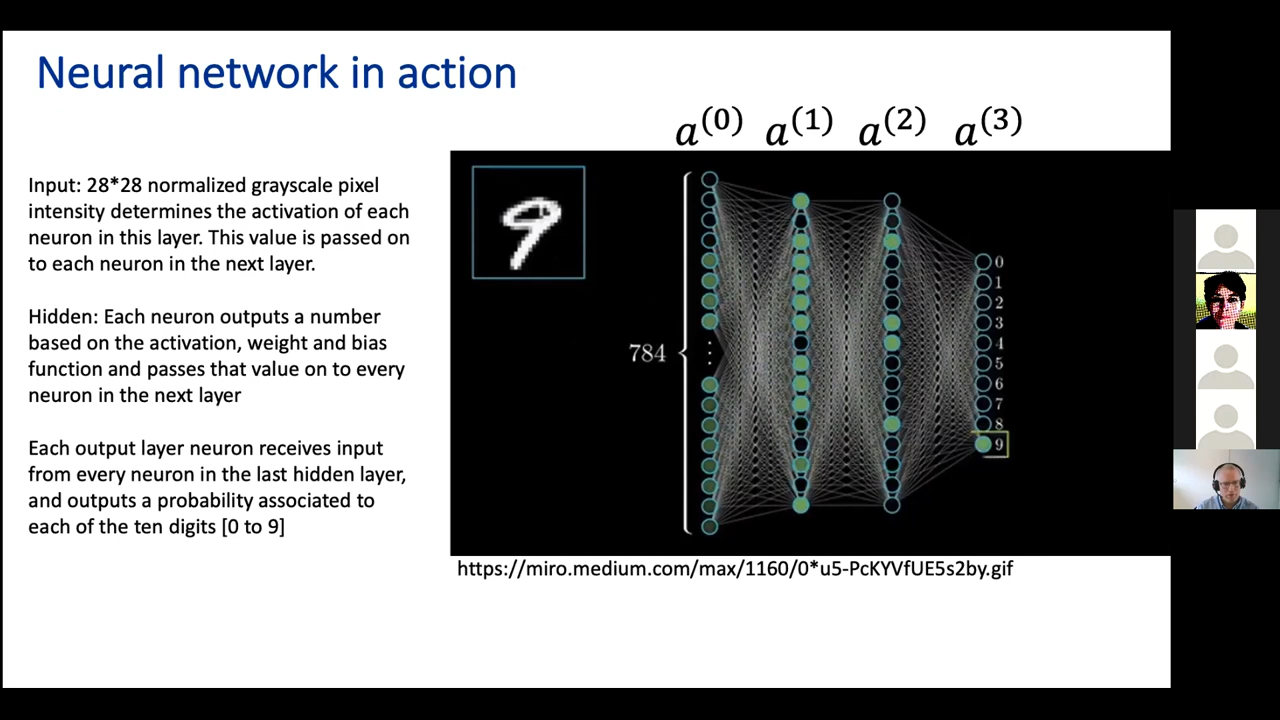 Neural network in action
a^(0) a^(1) a^(2) a^(3)
Input: 28*28 normalized grayscale pixel
intensity determines the activation of each
neuron in this layer. This value is passed on
to each neuron in the next layer.
Hidden: Each neuron outputs a number
based on the activation, weight and bias
function and passes that value on to every
neuron in the next layer
Each output layer neuron receives input
from every neuron in the last hidden layer,
and outputs a probability associated to
each of the ten digits [0 to 9]
9
784
0
1
2
3
4
5
6
7
8
9
https://miro.medium.com/max/1160/0*u5-PcKYVfUE5s2by.gif